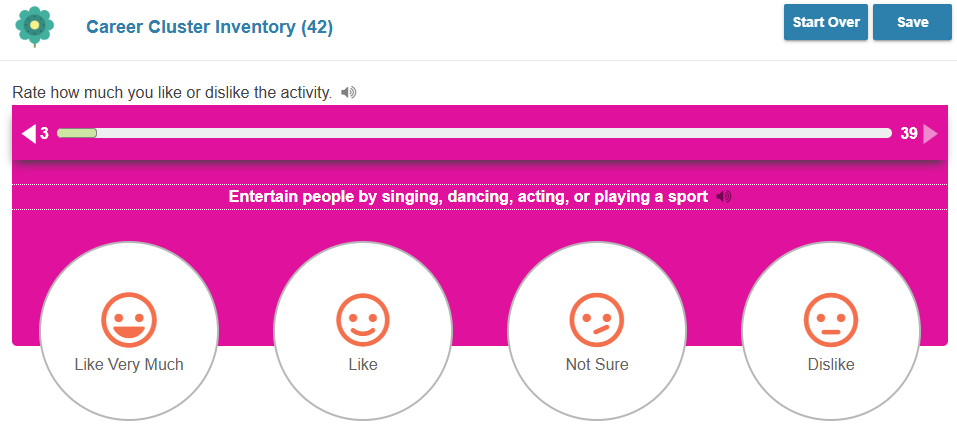 Career Cluster Inventory (42)
Start Over
Save
Rate how much you like or dislike the activity.
3
39
Entertain people by singing, dancing, acting, or playing a sport
Like Very Much
Like
Not Sure
Dislike